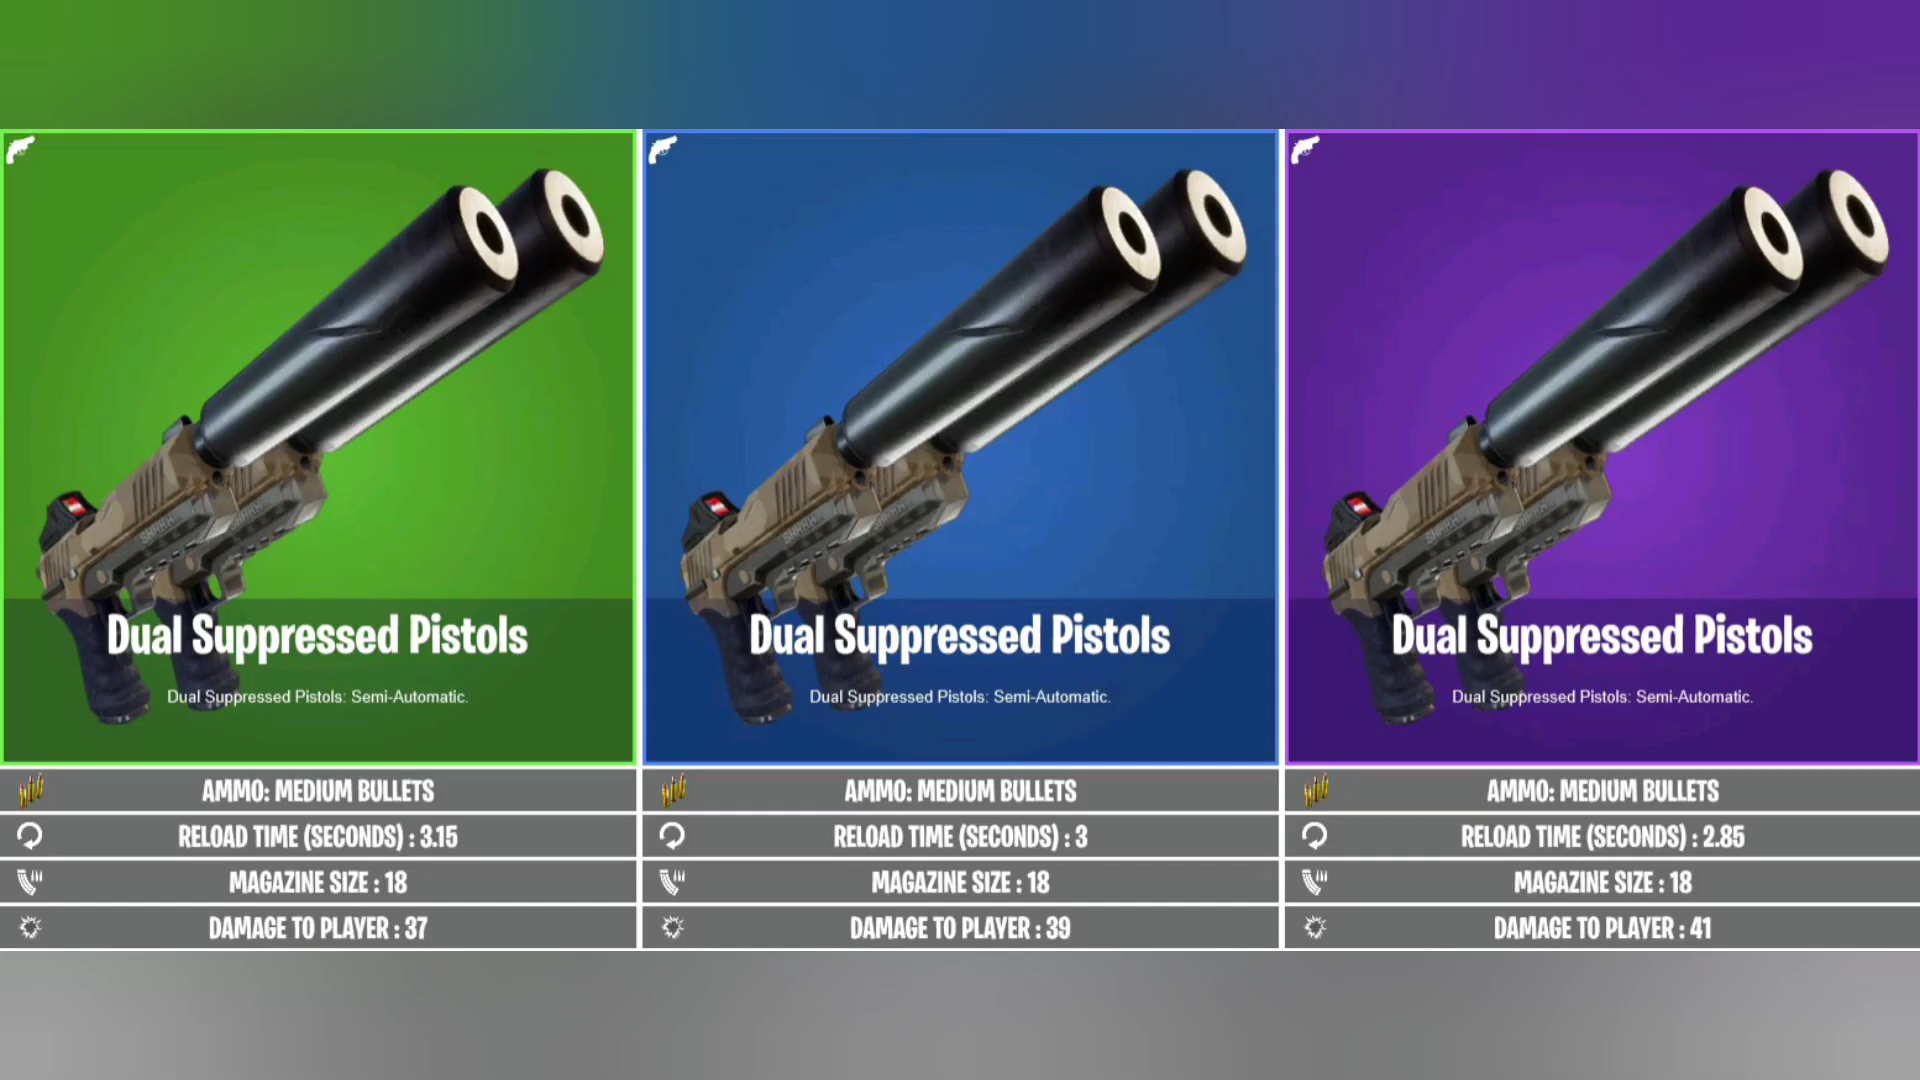 Dual Suppressed Pistols
Dual Suppressed Pistols: Semi-Automatic.
AMMO: MEDIUM BULLETS
RELOAD TIME (SECONDS) : 3.15
MAGAZINE SIZE : 18
DAMAGE TO PLAYER : 37
Dual Suppressed Pistols
Dual Suppressed Pistols: Semi-Automatic.
AMMO: MEDIUM BULLETS
RELOAD TIME (SECONDS) : 3
MAGAZINE SIZE : 18
DAMAGE TO PLAYER : 39
Dual Suppressed Pistols
Dual Suppressed Pistols: Semi-Automatic.
AMMO: MEDIUM BULLETS
RELOAD TIME (SECONDS) : 2.85
MAGAZINE SIZE : 18
DAMAGE TO PLAYER : 41